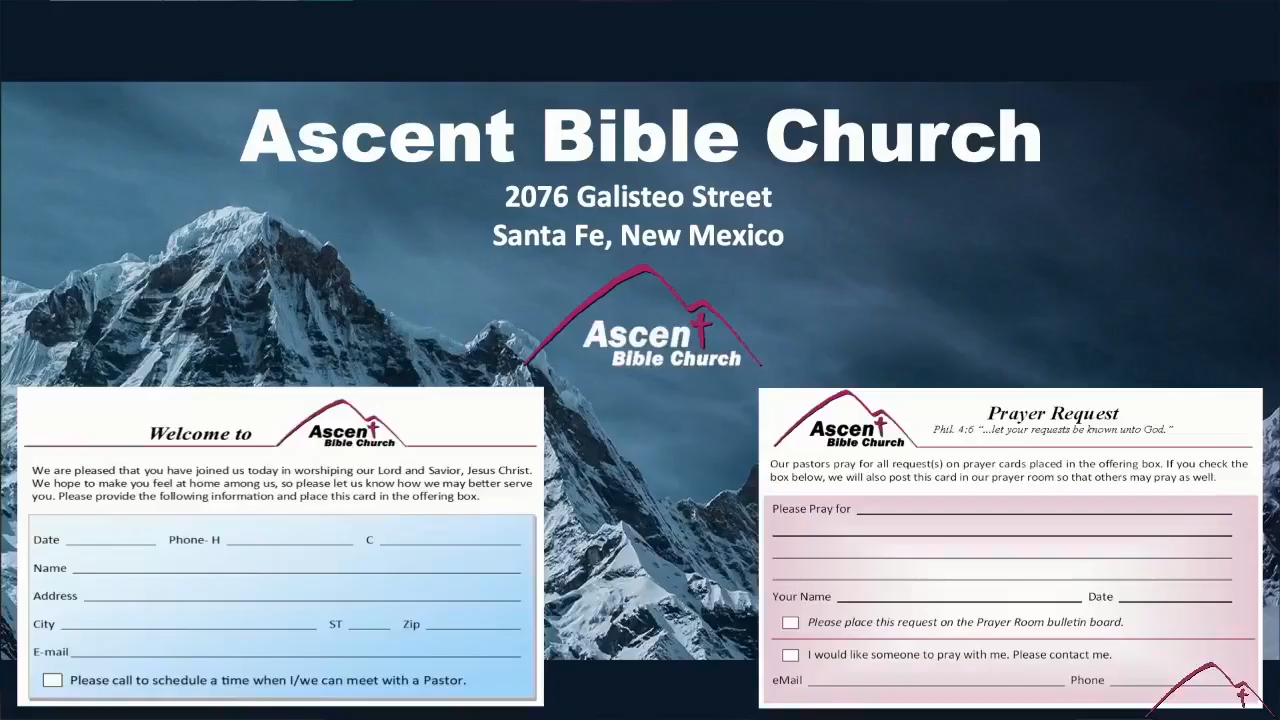 Ascent Bible Church
2076 Galisteo Street
Santa Fe, New Mexico
Ascent
Bible Church
Welcome to
Ascent
Bible Church
We are pleased that you have joined us today in worshiping our Lord and Savior, Jesus Christ.
We hope to make you feel at home among us, so please let us know how we may better serve
you. Please provide the following information and place this card in the offering box.
Date Phone- H C
Name
Address
City ST Zip
E-mail
Please call to schedule a time when I/we can meet with a Pastor.
Ascent
Bible Church
Prayer Request
Phil. 4:6 "...let your requests be known unto God."
Our pastors pray for all request(s) on prayer cards placed in the offering box. If you check the
box below, we will also post this card in our prayer room so that others may pray as well.
Please Pray for
Your Name Date
Please place this request on the Prayer Room bulletin board.
I would like someone to pray with me. Please contact me.
eMail Phone